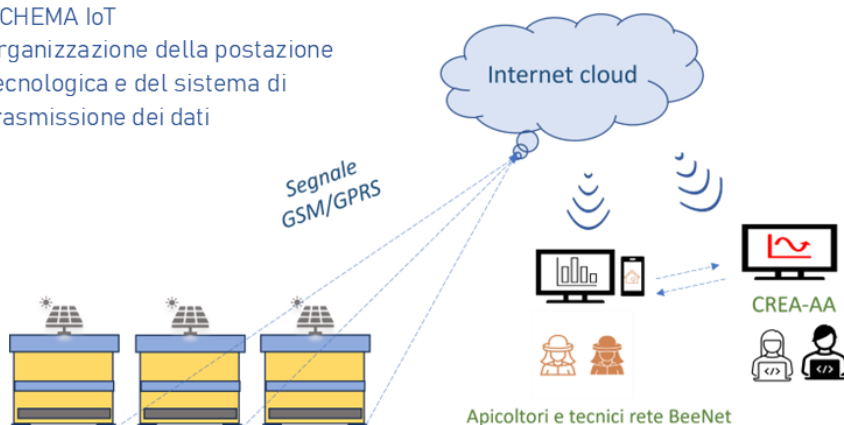 CHEMA IoT
rganizzazione della postazione
ecnologica e del sistema di
rasmissione dei dati
Internet cloud
Segnale
GSM/GPRS
CREA-AA
</> </>
Apicoltori e tecnici rete BeeNet